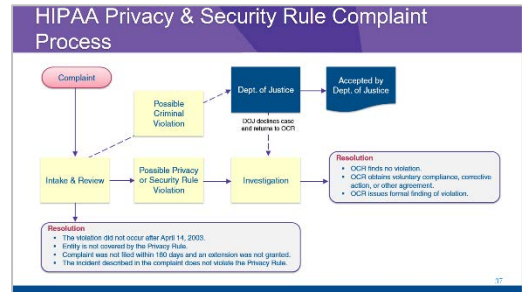 HIPAA Privacy & Security Rule Complaint
Process
Complaint
Possible
Criminal
Violation
Dept. of Justice
Accepted by
Dept. of Justice
DOJ declines case
and returns to OCR
Intake & Review
Possible Privacy
or Security Rule
Violation
Investigation
Resolution
• OCR finds no violation.
• OCR obtains voluntary compliance, corrective
action, or other agreement.
• OCR issues formal finding of violation.
Resolution
• The violation did not occur after April 14, 2003.
• Entity is not covered by the Privacy Rule.
• Complaint was not filed within 180 days and an extension was not granted.
• The incident described in the complaint does not violate the Privacy Rule.
37